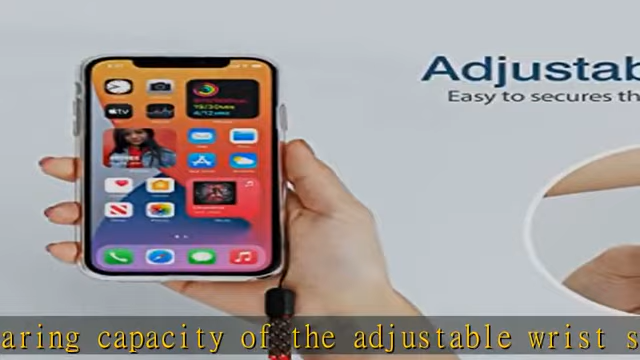 Adjustab
Easy to secures th
aring capacity of the adjustable wrist s